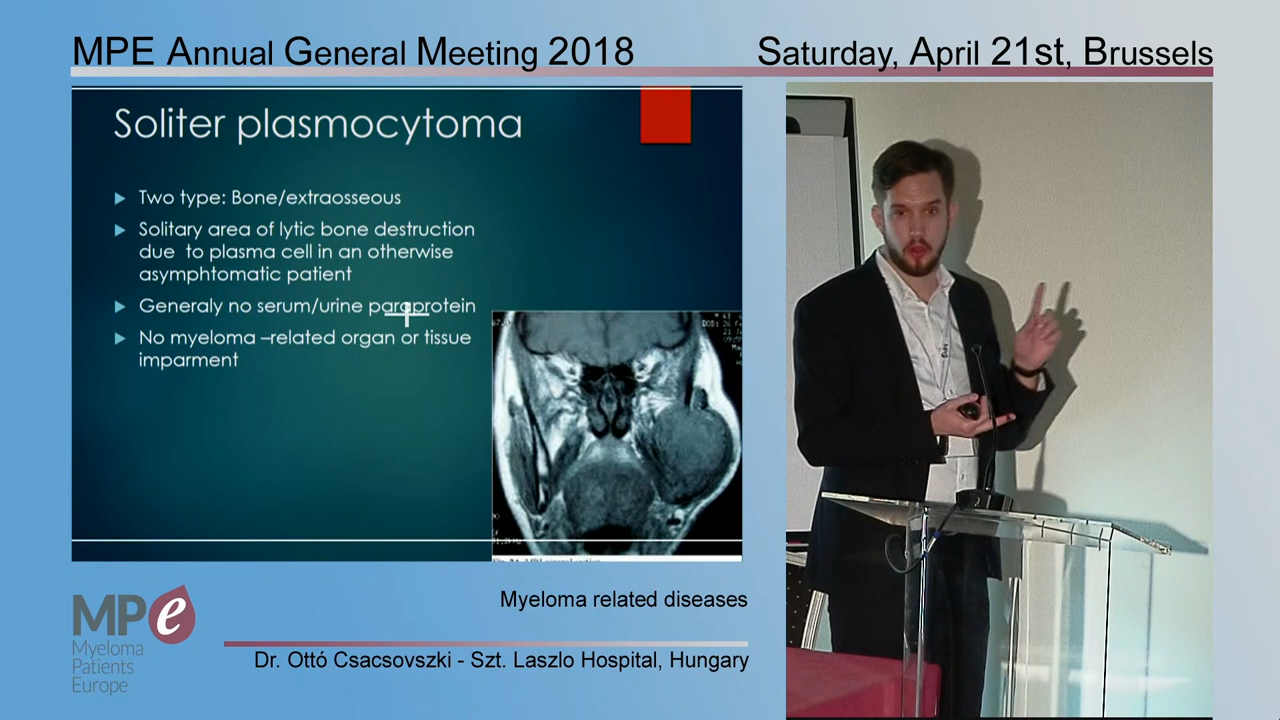 MPE Annual General Meeting 2018
Saturday, April 21st, Brussels
Soliter plasmocytoma
Two type: Bone/extraosseous
Solitary area of lytic bone destruction
due to plasma cell in an otherwise
asymphtomatic patient
Generaly no serum/urine paraprotein
No myeloma –related organ or tissue
imparment
MPe
Myeloma
Patients
Europe
Myeloma related diseases
Dr. Ottó Csacsovszki - Szt. Laszlo Hospital, Hungary